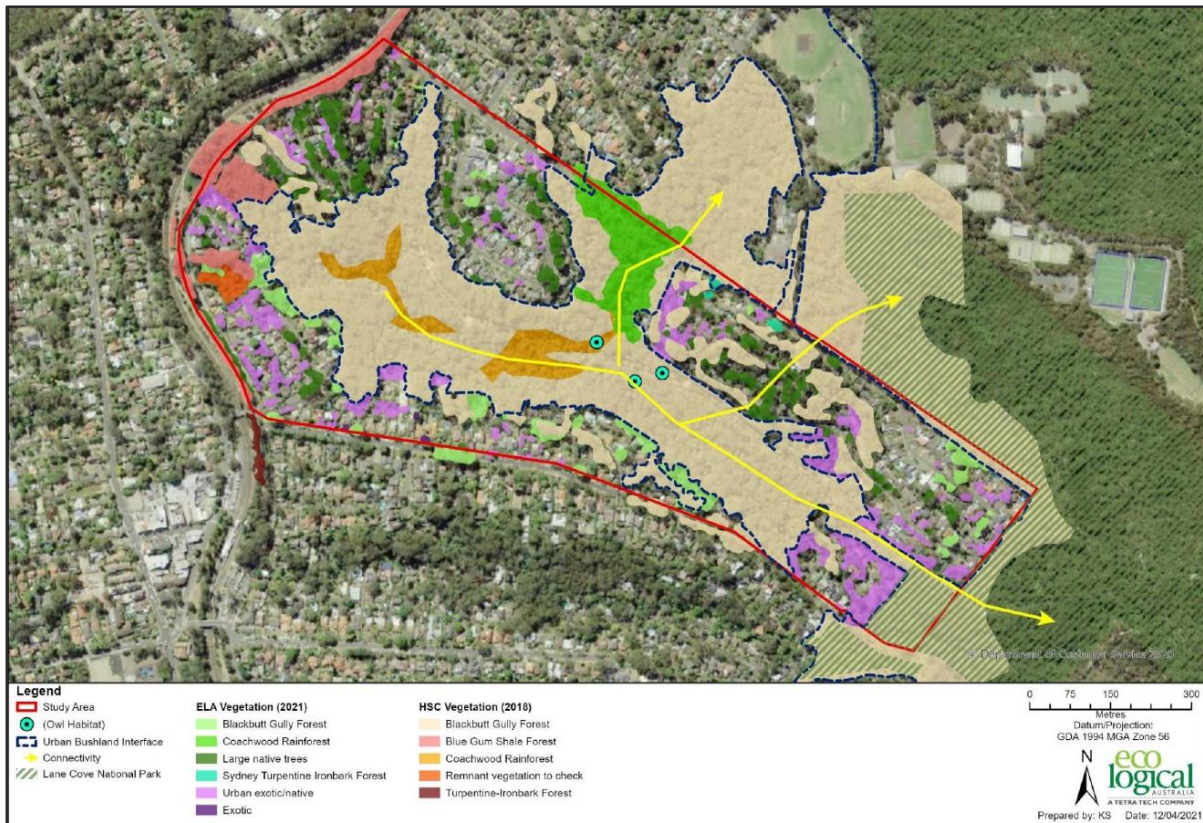 © Department of Customer Service 2020
Legend
Study Area
(Owl Habitat)
Urban Bushland Interface
Connectivity
Lane Cove National Park
ELA Vegetation (2021)
Blackbutt Gully Forest
Coachwood Rainforest
Large native trees
Sydney Turpentine Ironbark Forest
Urban exotic/native
Exotic
HSC Vegetation (2018)
Blackbutt Gully Forest
Blue Gum Shale Forest
Coachwood Rainforest
Remnant vegetation to check
Turpentine-Ironbark Forest
0 75 150 300
Metres
Datum/Projection:
GDA 1994 MGA Zone 56
N
eco
logical
AUSTRALIA
A TETRA TECH COMPANY
Prepared by: KS Date: 12/04/2021